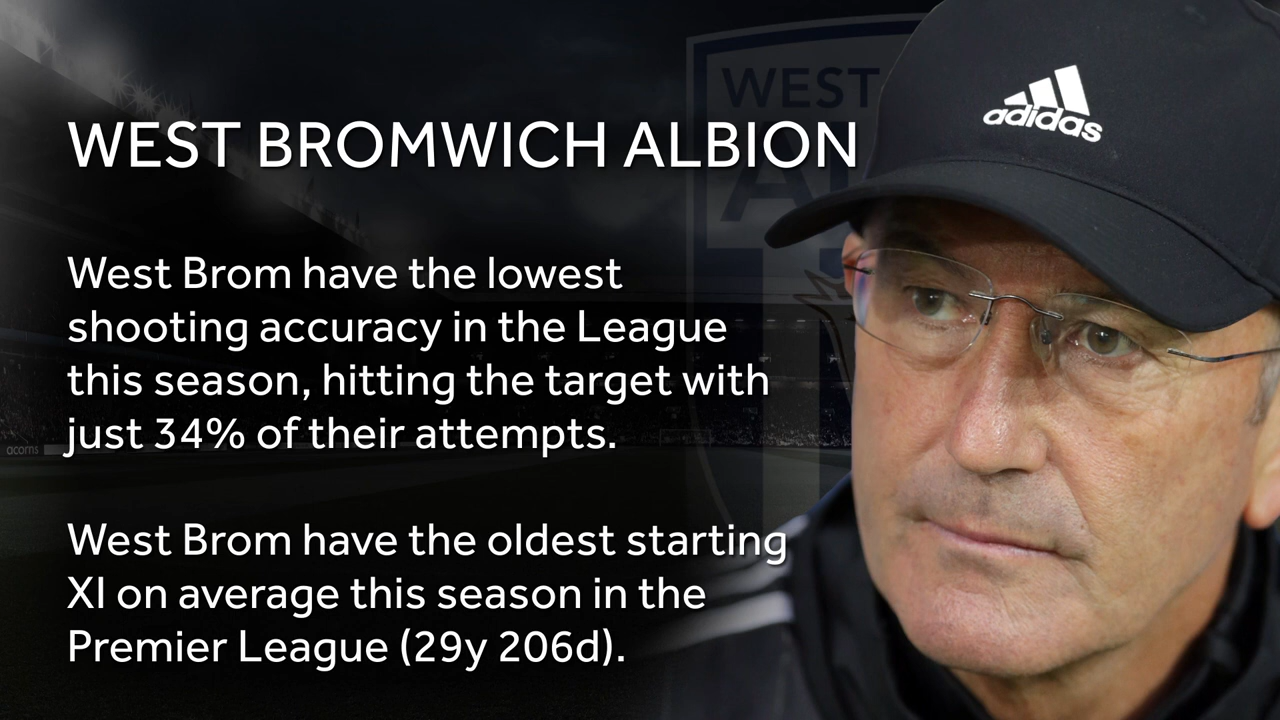 WEST
adidas
WEST BROMWICH ALBION
West Brom have the lowest
shooting accuracy in the League
this season, hitting the target with
just 34% of their attempts.
acorns
West Brom have the oldest starting
XI on average this season in the
Premier League (29y 206d).